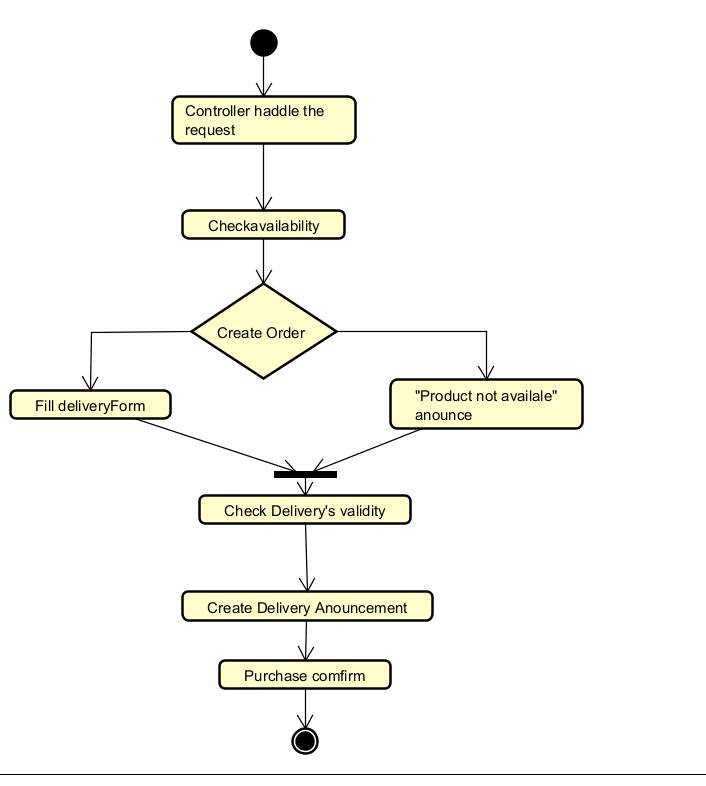 Controller haddle the
request
Checkavailability
Create Order
Fill deliveryForm
"Product not availale"
anounce
Check Delivery's validity
Create Delivery Anouncement
Purchase comfirm